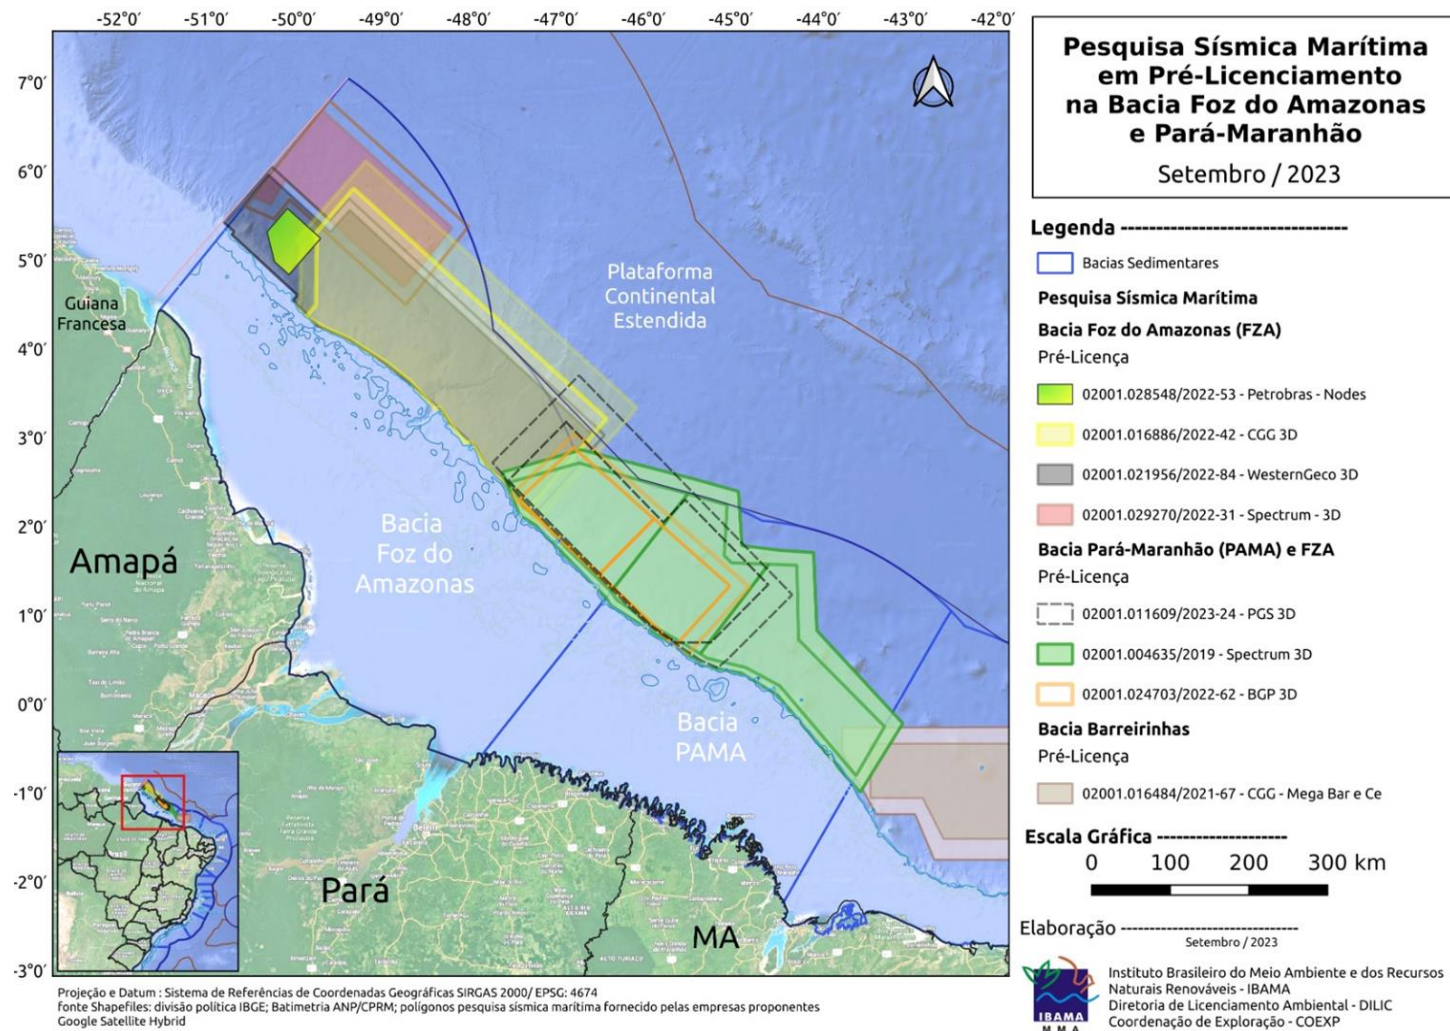 -52°0′ -51°0′ -50°0′ -49°0′ -48°0′ -47°0′ -46°0′ -45°0′ -44°0′ -43°0′ -42°0′
7°0′
6°0′
5°0′
4°0′
3°0′
2°0′
1°0′
0°0′
-1°0′
-2°0′
-3°0′
Guiana
Francesa
Plataforma
Continental
Estendida
Amapá
Bacia
Foz do
Amazonas
Bacia
PAMA
Belém
Pará
MA
ALTO TURIAÇU
Pesquisa Sísmica Marítima
em Pré-Licenciamento
na Bacia Foz do Amazonas
e Pará-Maranhão
Setembro / 2023
Legenda --------------------------------
Bacias Sedimentares
Pesquisa Sísmica Marítima
Bacia Foz do Amazonas (FZA)
Pré-Licença
02001.028548/2022-53 - Petrobras - Nodes
02001.016886/2022-42 - CGG 3D
02001.021956/2022-84 - WesternGeco 3D
02001.029270/2022-31 - Spectrum - 3D
Bacia Pará-Maranhão (PAMA) e FZA
Pré-Licença
02001.011609/2023-24 - PGS 3D
02001.004635/2019 - Spectrum 3D
02001.024703/2022-62 - BGP 3D
Bacia Barreirinhas
Pré-Licença
02001.016484/2021-67 - CGG - Mega Bar e Ce
Escala Gráfica ------------------
0 100 200 300 km
Elaboração -------------------------
Setembro / 2023
IBAMA
M M A
Instituto Brasileiro do Meio Ambiente e dos Recursos
Naturais Renováveis - IBAMA
Diretoria de Licenciamento Ambiental - DILIC
Coordenação de Exploração - COEXP
Projeção e Datum : Sistema de Referências de Coordenadas Geográficas SIRGAS 2000/ EPSG: 4674
fonte Shapefiles: divisão política IBGE; Batimetria ANP/CPRM; polígonos pesquisa sísmica marítima fornecido pelas empresas proponentes
Google Satellite Hybrid